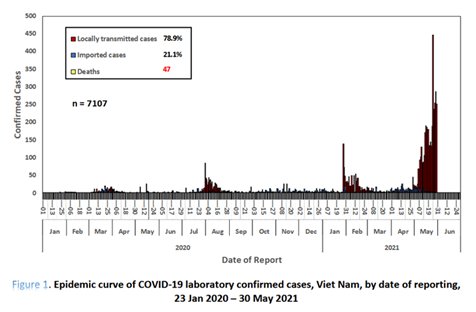 500
450
400
350
300
250
200
150
100
50
0
Confirmed Cases
Locally transmitted cases 78.9%
Imported cases 21.1%
Deaths 47
n = 7107
Jan Feb Mar Apr May Jun Jul Aug Sep Oct Nov Dec Jan Feb Mar Apr May Jun
2020 2021
Date of Report
Figure 1. Epidemic curve of COVID-19 laboratory confirmed cases, Viet Nam, by date of reporting,
23 Jan 2020 – 30 May 2021